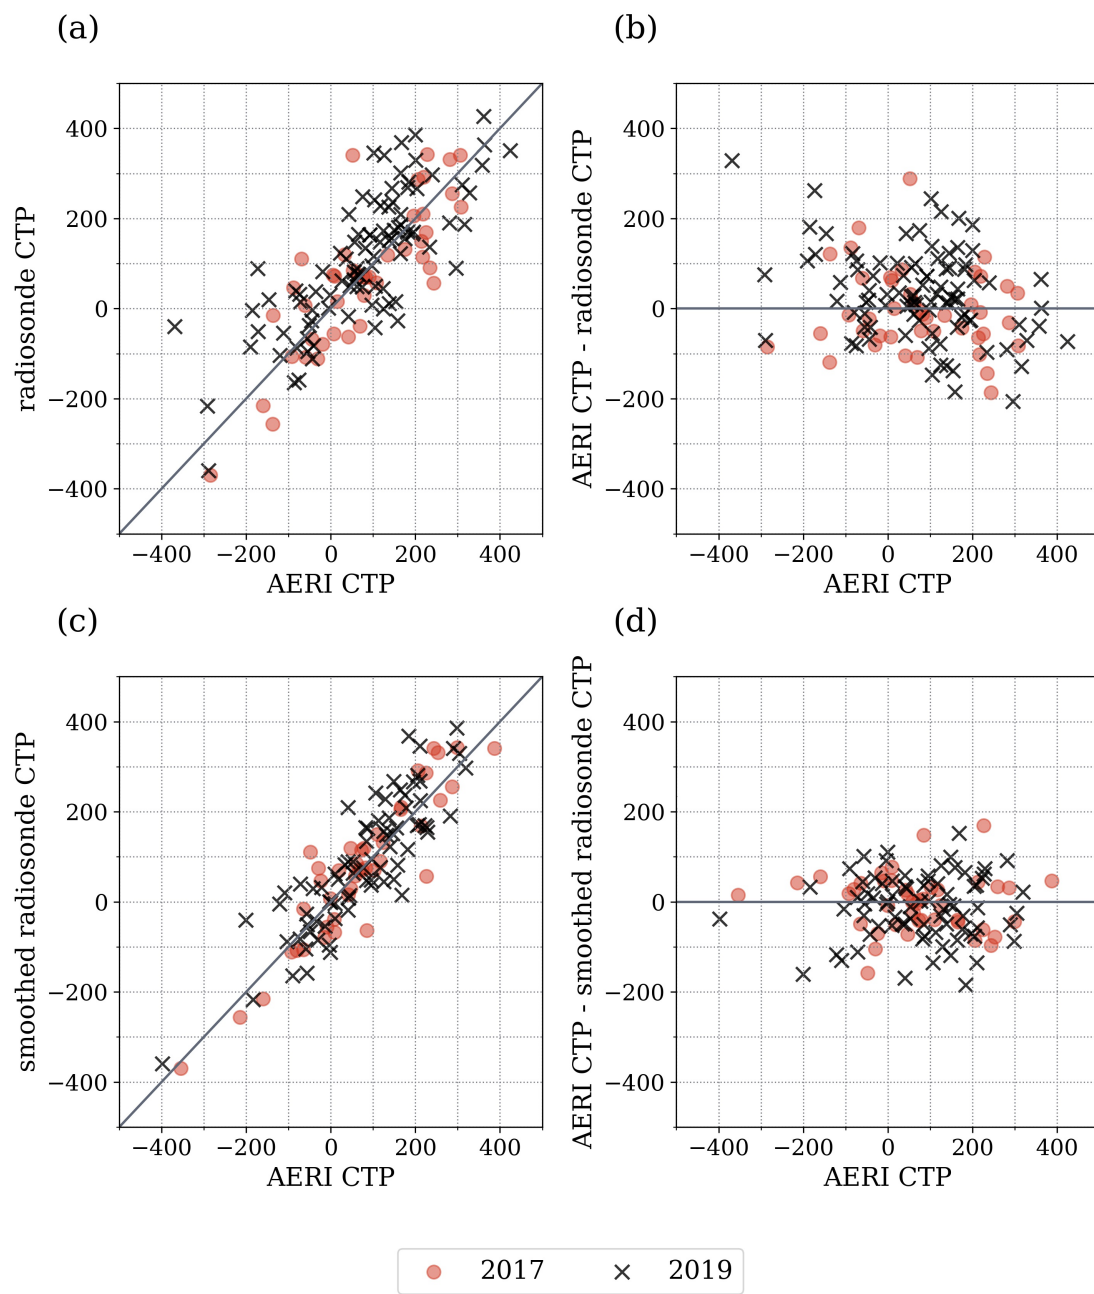 (a)
(b)
400
200
0
−200
−400
radiosonde CTP
−400 −200 0 200 400
AERI CTP
400
200
0
−200
−400
AERI CTP - radiosonde CTP
−400 −200 0 200 400
AERI CTP
(c)
(d)
400
200
0
−200
−400
smoothed radiosonde CTP
−400 −200 0 200 400
AERI CTP
400
200
0
−200
−400
AERI CTP - smoothed radiosonde CTP
−400 −200 0 200 400
AERI CTP
2017 2019